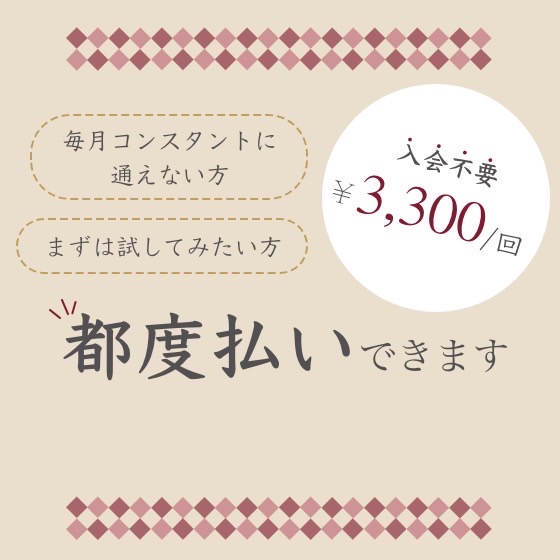 毎月コンスタントに
通えない方
まずは試してみたい方
入会不要
¥3,300/回
都度払いできます